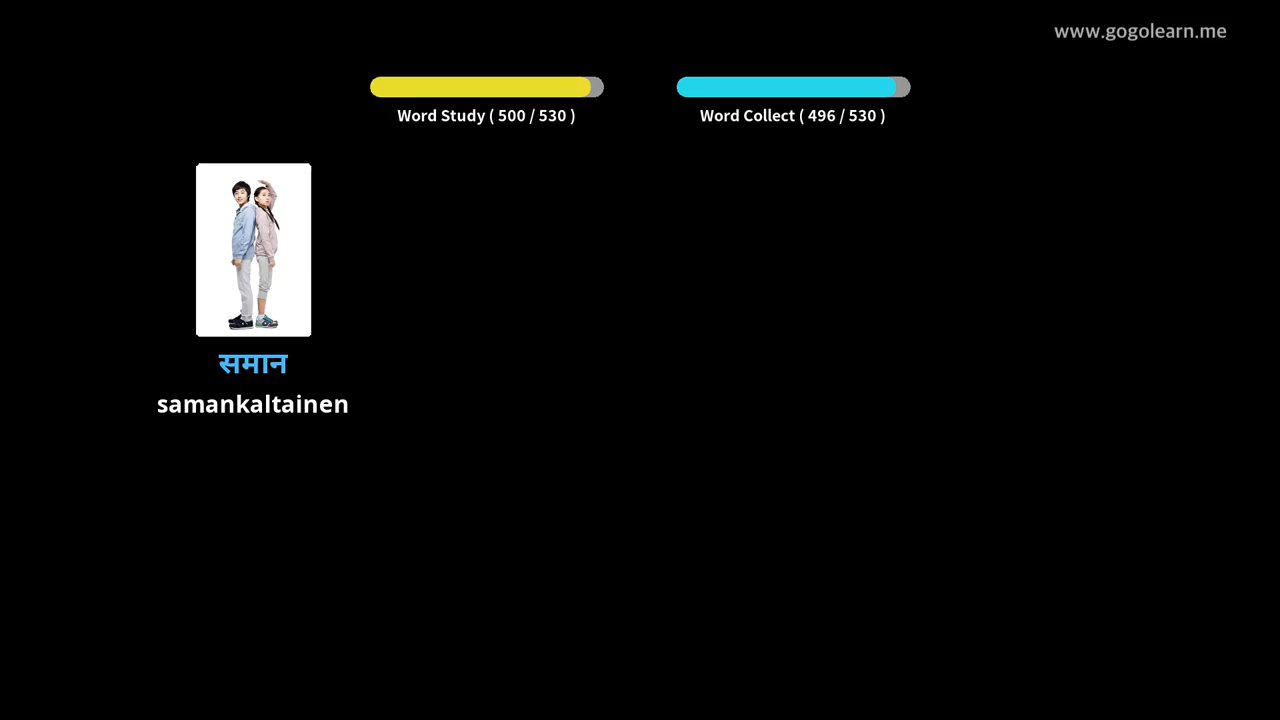 www.gogolearn.me
Word Study ( 500 / 530 )
Word Collect ( 496 / 530 )
समान
samankaltainen